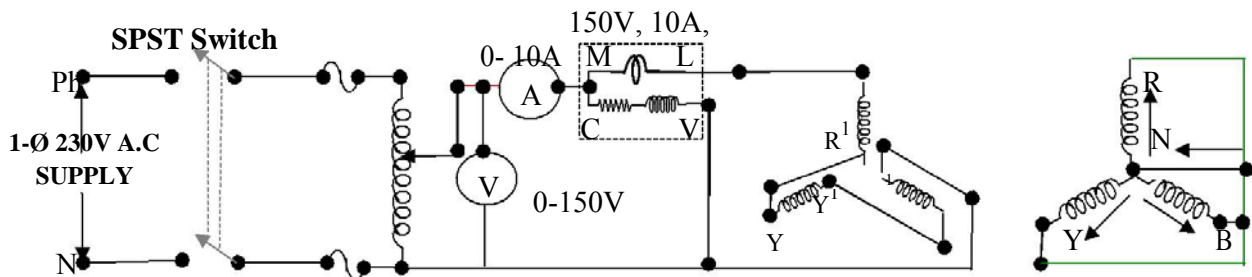 150V, 10A,
SPST Switch
0- 10A
M L
Ph
A
C V
R
N
1-Ø 230V A.C
SUPPLY
R1
V
0-150V
Y1
Y
Y
B
N